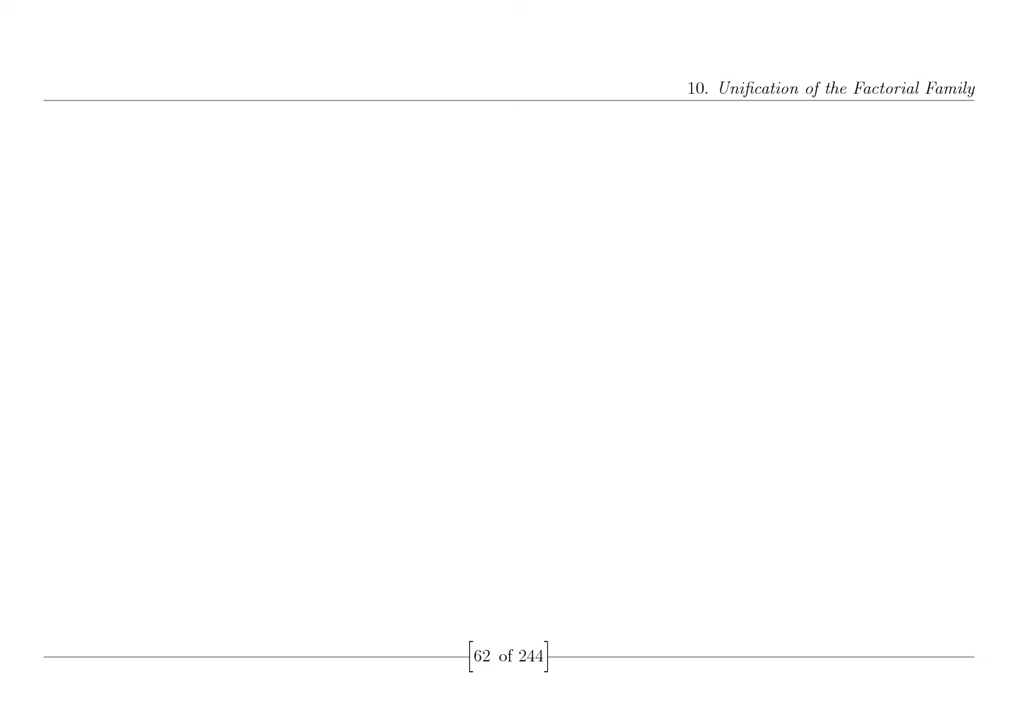 10. Unification of the Factorial Family
[62 of 244]